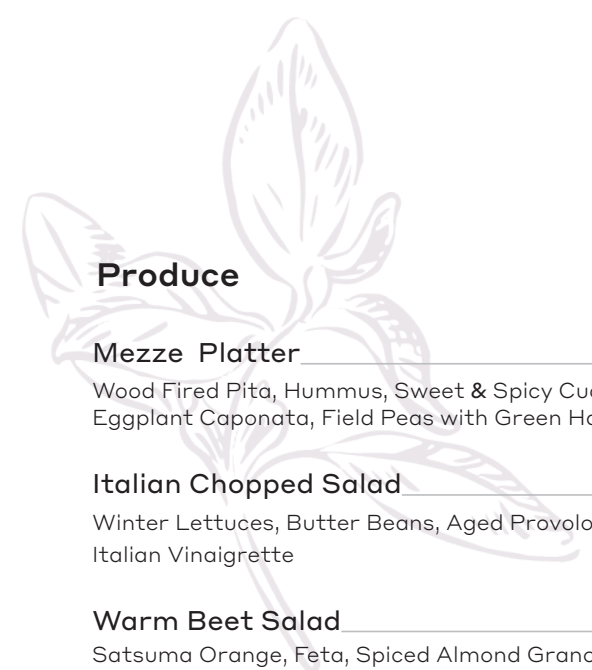 Produce
Mezze Platter
Wood Fired Pita, Hummus, Sweet & Spicy
Eggplant Caponata, Field Peas with Green
Italian Chopped Salad
Winter Lettuces, Butter Beans, Aged
Italian Vinaigrette
Warm Beet Salad
Satsuma Orange, Feta, Spiced Almond